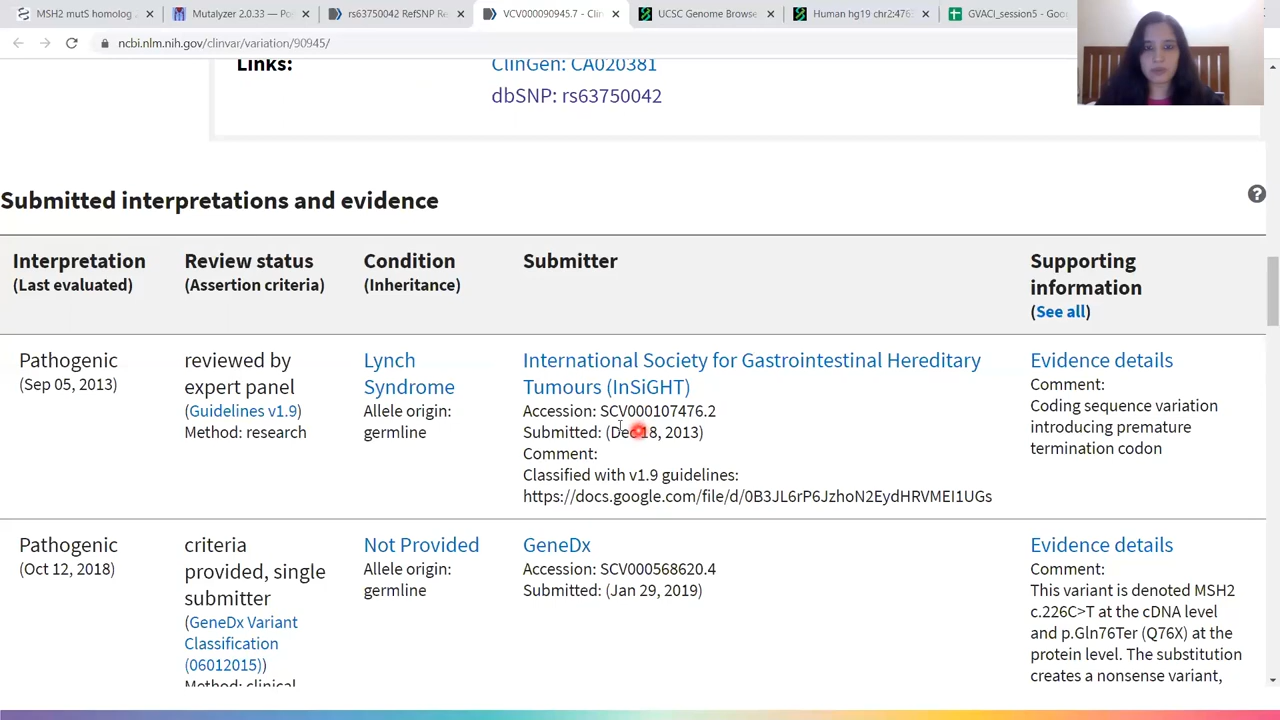 MSH2 mutS homolog
Mutalyzer 2.0.33 — Po
rs63750042 RefSNP Re
VCV000090945.7 - Clin
UCSC Genome Browse
Human hg19 chr2:4763
GVACI_session5 - Goo
ncbi.nlm.nih.gov/clinvar/variation/90945/
Links:
ClinGen: CA020381
dbSNP: rs63750042
Submitted interpretations and evidence
Interpretation
(Last evaluated)
Review status
(Assertion criteria)
Condition
(Inheritance)
Submitter
Supporting
information
(See all)
Pathogenic
(Sep 05, 2013)
reviewed by
expert panel
(Guidelines v1.9)
Method: research
Lynch
Syndrome
Allele origin:
germline
International Society for Gastrointestinal Hereditary
Tumours (InSiGHT)
Accession: SCV000107476.2
Submitted: (Dec 18, 2013)
Comment:
Classified with v1.9 guidelines:
https://docs.google.com/file/d/0B3JL6rP6JzhoN2EydHRVMEI1UGs
Evidence details
Comment:
Coding sequence variation
introducing premature
termination codon
Pathogenic
(Oct 12, 2018)
criteria
provided, single
submitter
(GeneDx Variant
Classification
(06012015))
Method: clinical
Not Provided
Allele origin:
germline
GeneDx
Accession: SCV000568620.4
Submitted: (Jan 29, 2019)
Evidence details
Comment:
This variant is denoted MSH2
c.226C>T at the cDNA level
and p.Gln76Ter (Q76X) at the
protein level. The substitution
creates a nonsense variant,